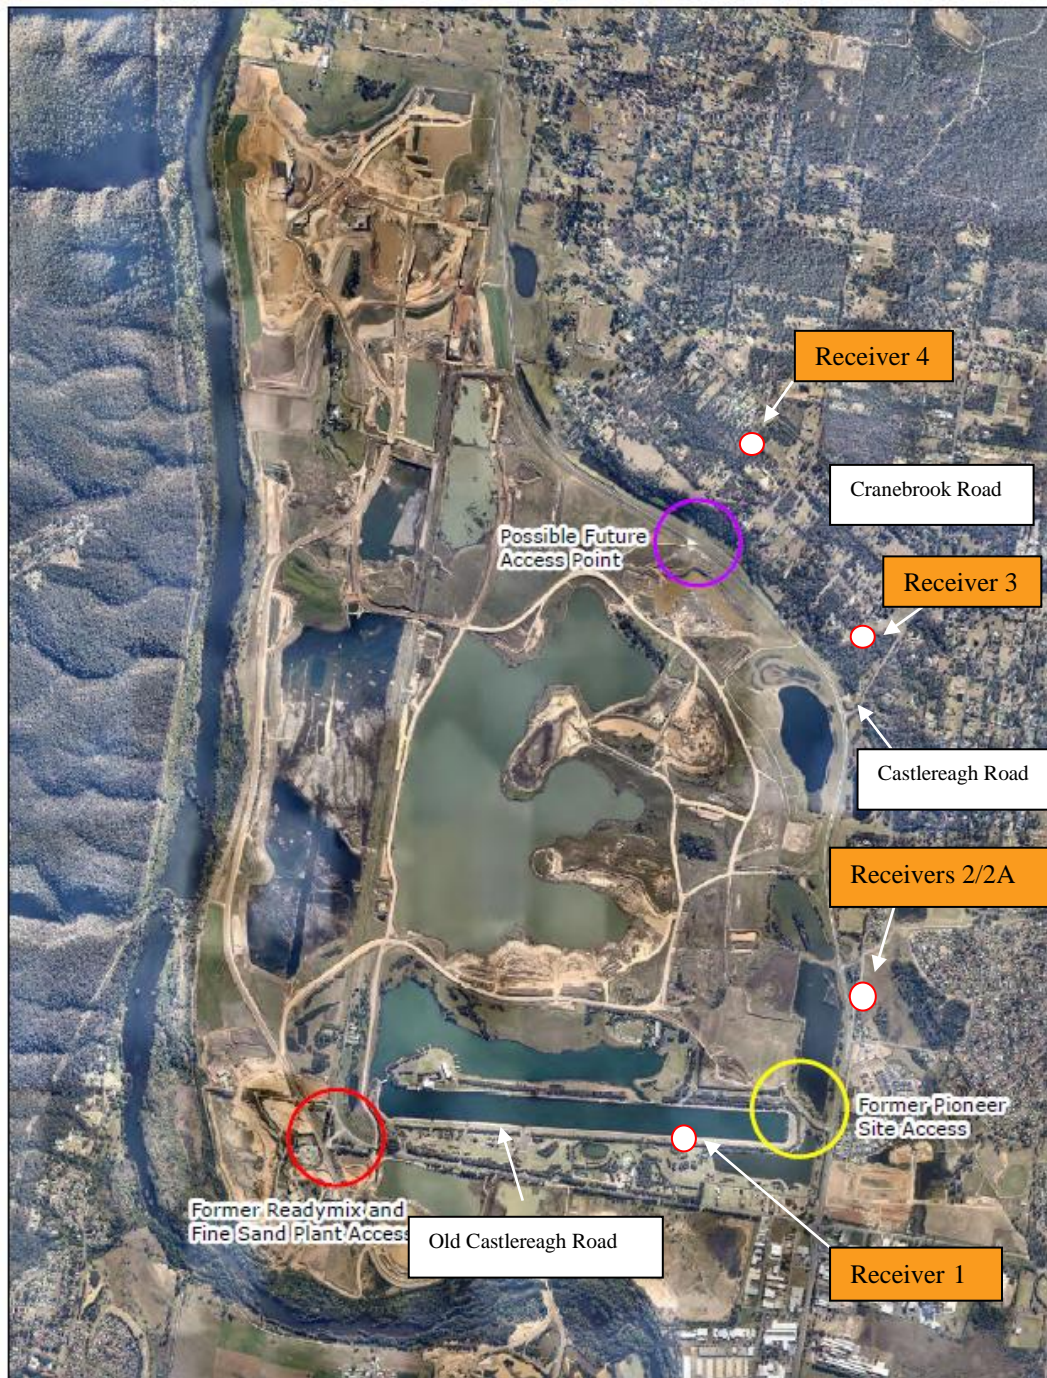 Receiver 4
Cranebrook Road
Possible Future
Access Point
Receiver 3
Castlereagh Road
Receivers 2/2A
Former Pioneer
Site Access
Former Readymix and
Fine Sand Plant Access
Old Castlereagh Road
Receiver 1